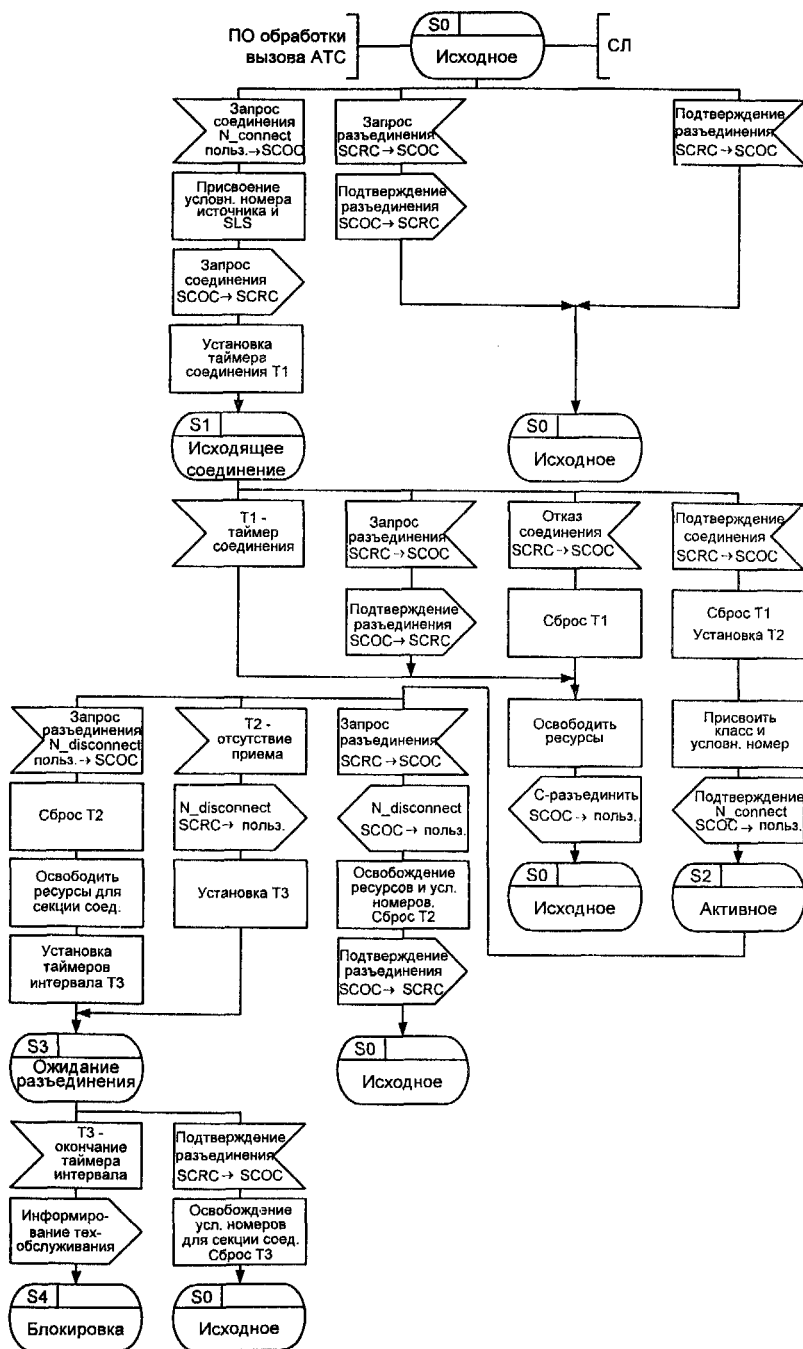 ПО обработки
вызова АТС
S0
Исходное
СЛ
Запрос
соединения
N_connect
польз.→SCOC
Запрос
разъединения
SCRC→SCOC
Подтверждение
разъединения
SCRC→SCOC
Присвоение
условн. номера
источника и
SLS
Подтверждение
разъединения
SCOC→SCRC
Запрос
соединения
SCOC→SCRC
Установка
таймера
соединения Т1
S1
Исходящее
соединение
S0
Исходное
Т1 -
таймер
соединения
Запрос
разъединения
SCRC→SCOC
Отказ
соединения
SCRC→SCOC
Подтверждение
соединения
SCRC→SCOC
Подтверждение
разъединения
SCOC→SCRC
Сброс Т1
Сброс Т1
Установка Т2
Запрос
разъединения
N_disconnect
польз.→SCOC
Т2 -
отсутствие
приема
Запрос
разъединения
SCRC→SCOC
Освободить
ресурсы
Присвоить
класс и
условн. номер
Сброс Т2
N_disconnect
SCRC→польз.
N_disconnect
SCOC→польз.
С-разъединить
SCOC→польз.
Подтверждение
N_connect
SCOC→польз.
Освободить
ресурсы для
секции соед.
Установка Т3
Освобождение
ресурсов и усл.
номеров.
Сброс Т2
S0
Исходное
S2
Активное
Установка
таймеров
интервала Т3
Подтверждение
разъединения
SCOC→SCRC
S3
Ожидание
разъединения
S0
Исходное
Т3 -
окончание
таймера
интервала
Подтверждение
разъединения
SCRC→SCOC
Информиро-
вание тех-
обслуживания
Освобождение
усл. номеров
для секции соед.
Сброс Т3
S4
Блокировка
S0
Исходное